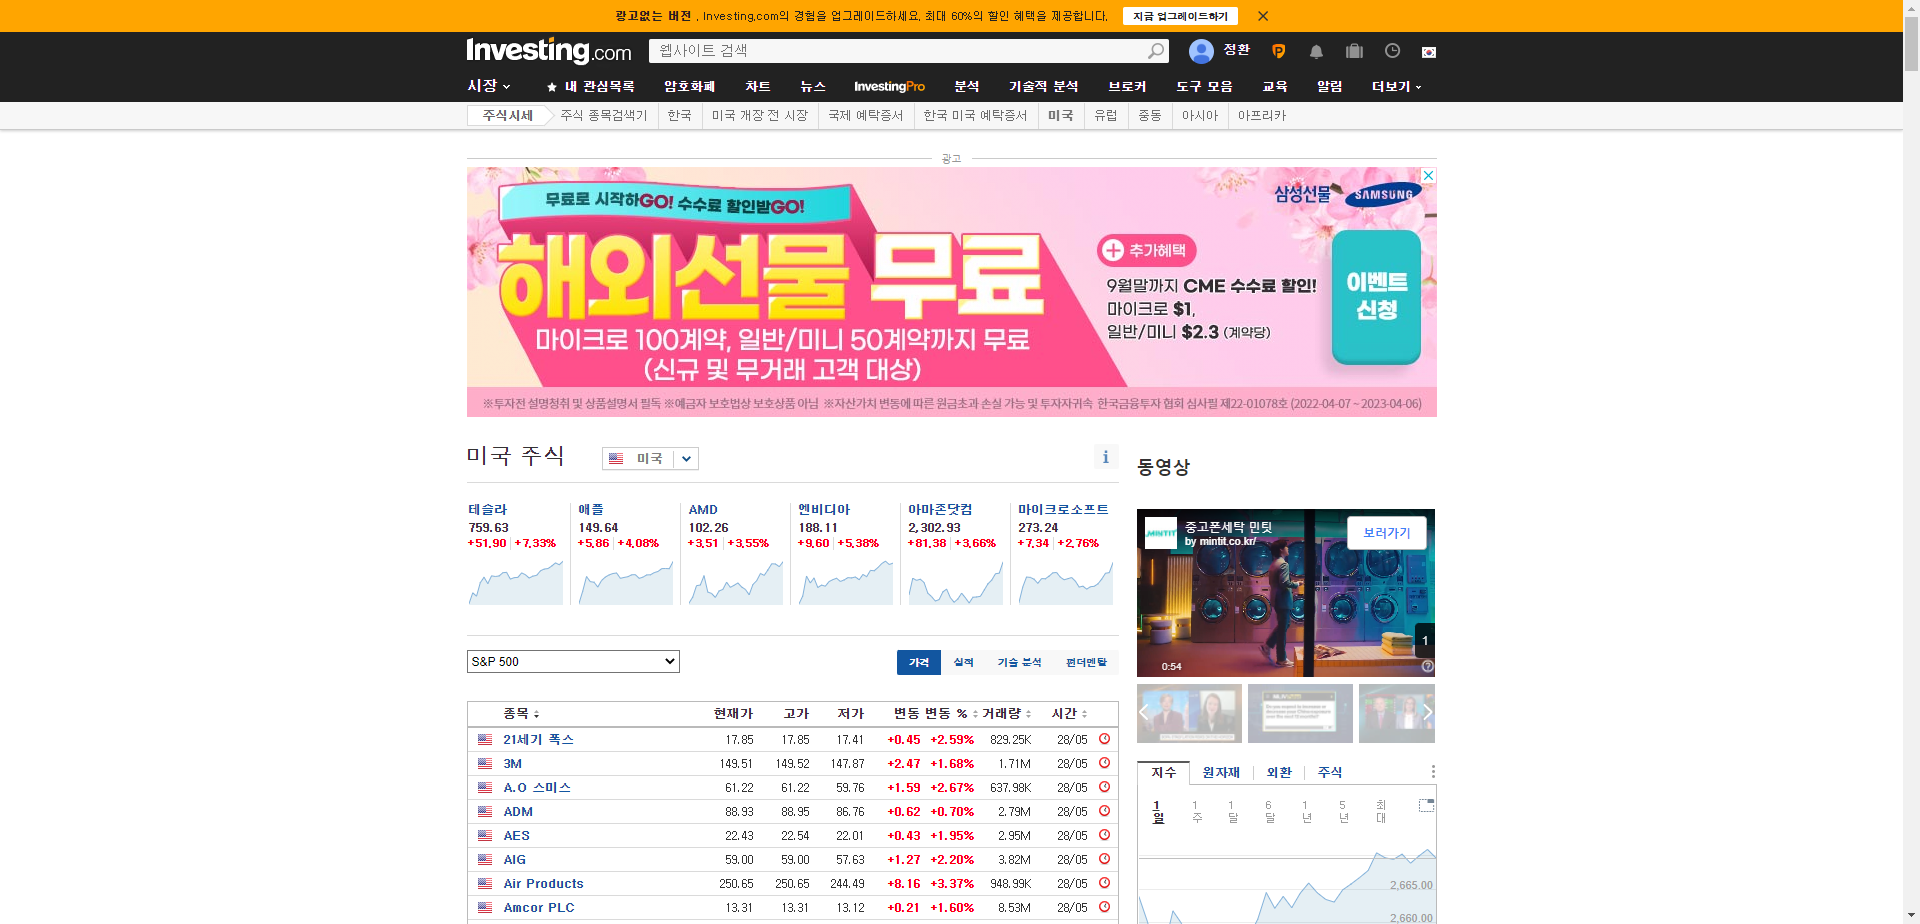 광고없는 버전 . Investing.com의 경험을 업그레이드하세요. 최대 60%의 할인 혜택을 제공합니다. 지금 업그레이드하기
Investing.com 웹사이트 검색 정환
시장 내 관심목록 암호화폐 차트 뉴스 InvestingPro 분석 기술적 분석 브로커 도구 모음 교육 알림 더보기
주식시세 주식 종목검색기 한국 미국 개장 전 시장 국제 예탁증서 한국 미국 예탁증서 미국 유럽 중동 아시아 아프리카
광고
무료로 시작하GO! 수수료 할인받GO!
삼성선물 SAMSUNG
해외선물 무료
마이크로 100계약, 일반/미니 50계약까지 무료
(신규 및 무거래 고객 대상)
추가혜택
9월말까지 CME 수수료 할인!
마이크로 $1,
일반/미니 $2.3 (계약당)
이벤트
신청
※투자전 설명청취 및 상품설명서 필독 ※예금자 보호법상 보호상품 아님 ※자산가치 변동에 따른 원금초과 손실 가능 및 투자자귀속 한국금융투자 협회 심사필 제22-01078호 (2022-04-07 ~ 2023-04-06)
미국 주식 미국
테슬라 애플 AMD 엔비디아 아마존닷컴 마이크로소프트
759.63 149.64 102.26 188.11 2,302.93 273.24
+51.90 +7.33% +5.86 +4.08% +3.51 +3.55% +9.60 +5.38% +81.38 +3.66% +7.34 +2.76%
S&P 500 가격 실적 기술 분석 펀더멘탈
종목 현재가 고가 저가 변동 변동 % 거래량 시간
21세기 폭스 17.85 17.85 17.41 +0.45 +2.59% 829.25K 28/05
3M 149.51 149.52 147.87 +2.47 +1.68% 1.71M 28/05
A.O 스미스 61.22 61.22 59.76 +1.59 +2.67% 637.98K 28/05
ADM 88.93 88.95 86.76 +0.62 +0.70% 2.79M 28/05
AES 22.43 22.54 22.01 +0.43 +1.95% 2.95M 28/05
AIG 59.00 59.00 57.63 +1.27 +2.20% 3.82M 28/05
Air Products 250.65 250.65 244.49 +8.16 +3.37% 948.99K 28/05
Amcor PLC 13.31 13.31 13.12 +0.21 +1.60% 8.53M 28/05
동영상
MINTIT
중고폰세탁 민팃
by mintit.co.kr/
보러가기
1
0:54
지수 원자재 외환 주식
1일 1주 1달 6달 1년 5년 최대
2,665.00
2,660.00